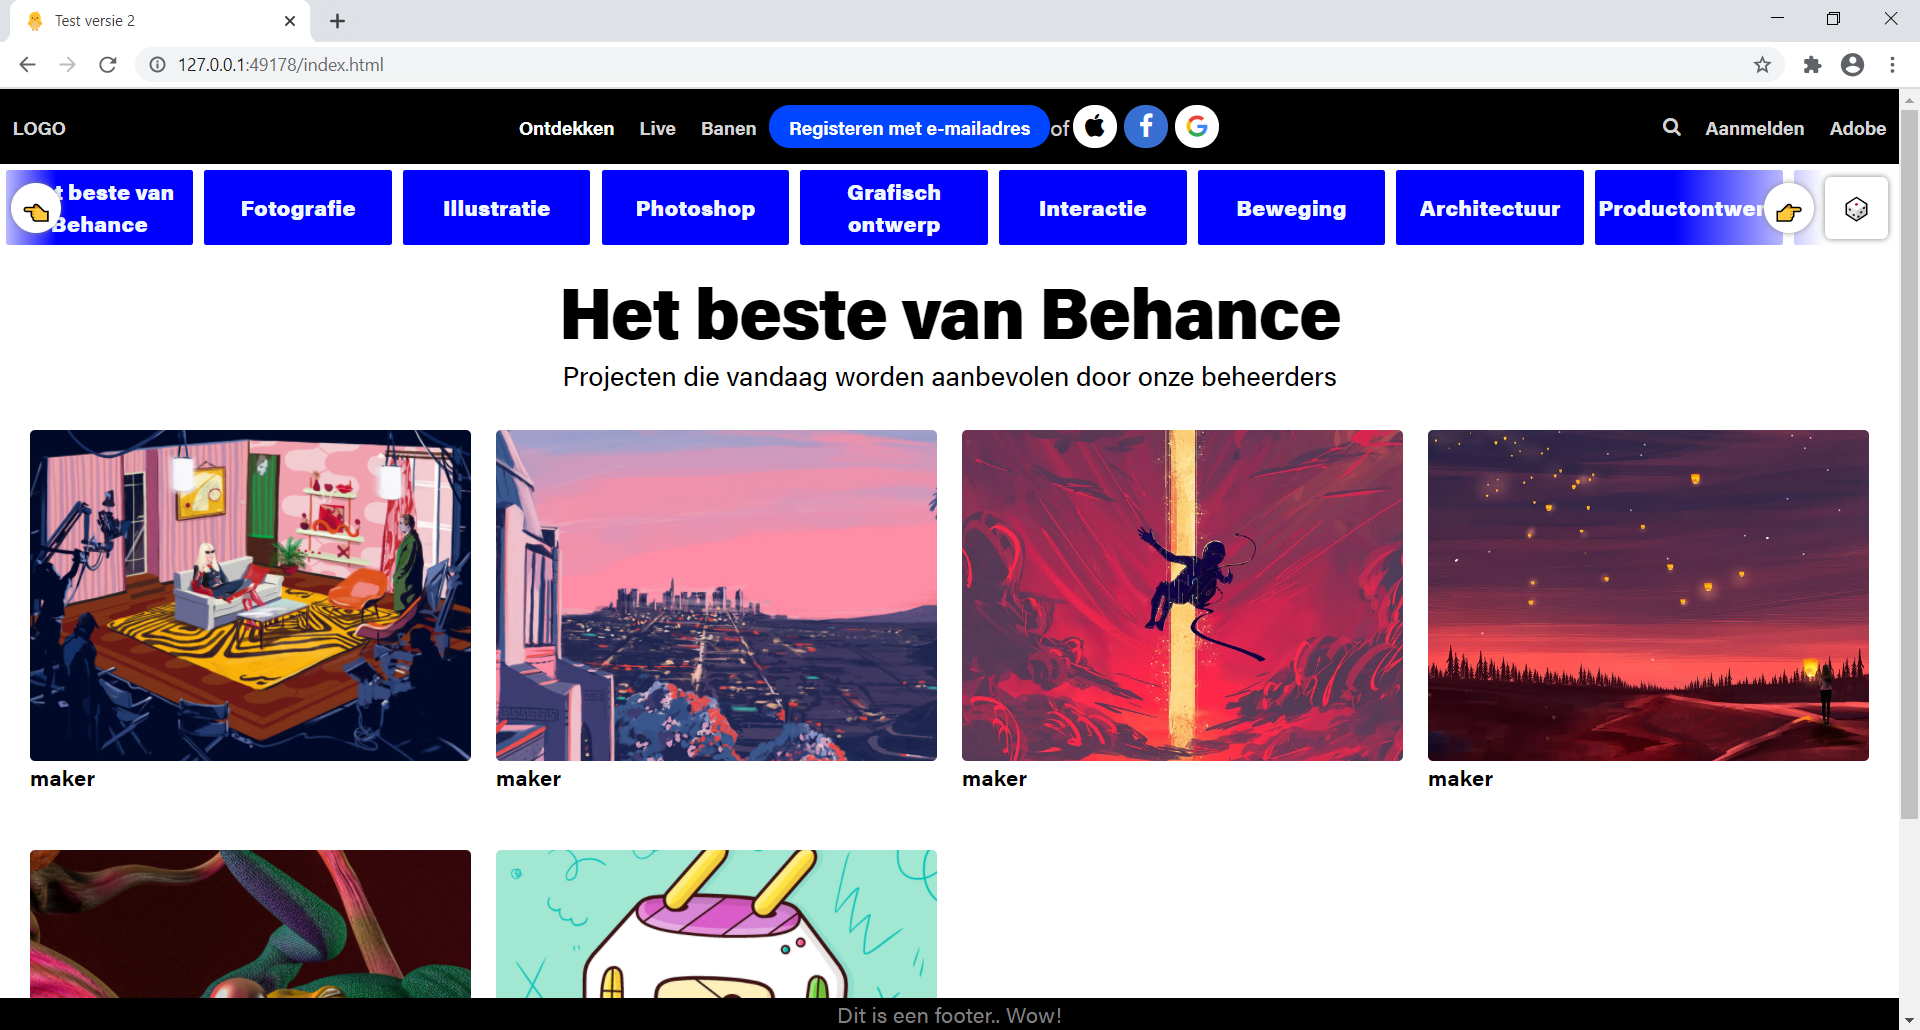 Test versie 2
127.0.0.1:49178/index.html
LOGO
Ontdekken
Live
Banen
Registeren met e-mailadres
of
Aanmelden
Adobe
t beste van
Behance
Fotografie
Illustratie
Photoshop
Grafisch
ontwerp
Interactie
Beweging
Architectuur
Productontwer
Het beste van Behance
Projecten die vandaag worden aanbevolen door onze beheerders
maker
maker
maker
maker
Dit is een footer.. Wow!